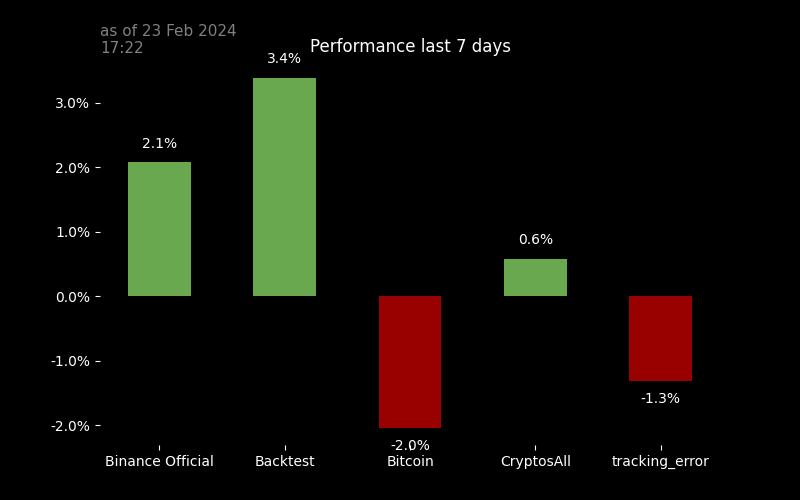 as of 23 Feb 2024
17:22
Performance last 7 days
3.4%
3.0%
2.1%
2.0%
1.0%
0.6%
0.0%
-1.0%
-1.3%
-2.0%
-2.0%
Binance Official
Backtest
Bitcoin
CryptosAll
tracking_error